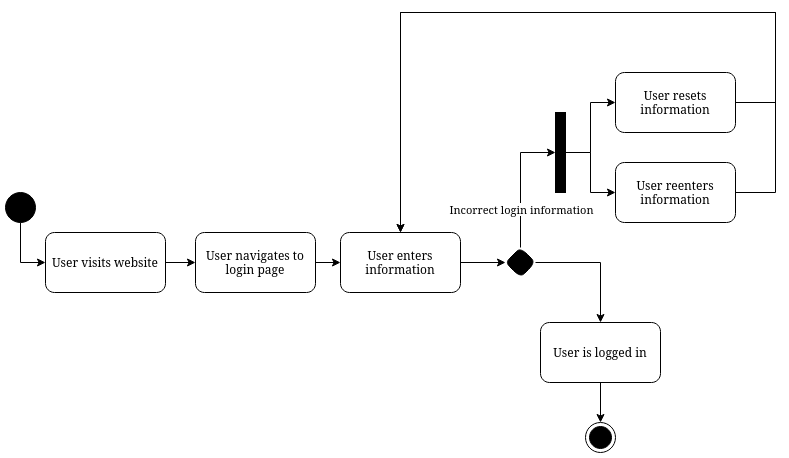 User resets
information
User reenters
information
Incorrect login information
User visits website
User navigates to
login page
User enters
information
User is logged in